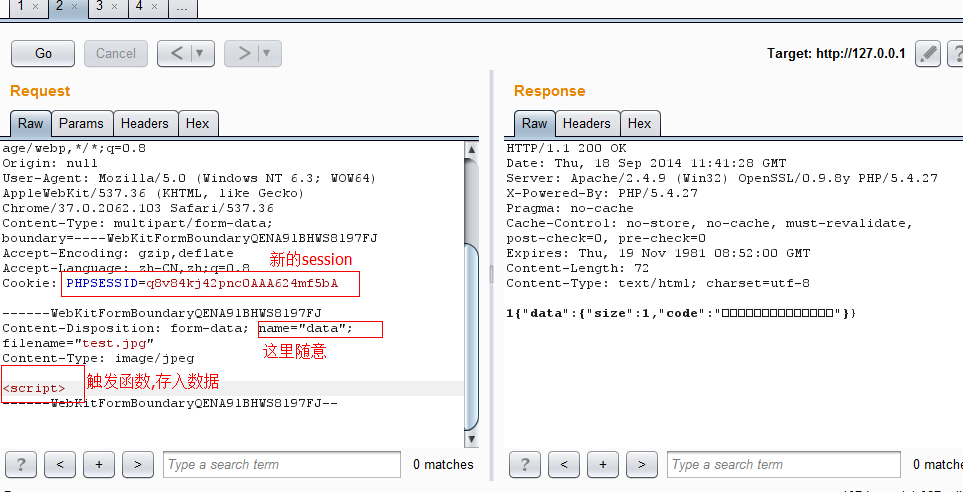 1 × 2 × 3 × 4 × ...
Go Cancel < > Target: http://127.0.0.1 ?
Request
Raw Params Headers Hex
age/webp,*/*;q=0.8
Origin: null
User-Agent: Mozilla/5.0 (Windows NT 6.3; WOW64)
AppleWebKit/537.36 (KHTML, like Gecko)
Chrome/37.0.2062.103 Safari/537.36
Content-Type: multipart/form-data;
boundary=----WebKitFormBoundaryQENA91BHWS8197FJ
Accept-Encoding: gzip,deflate
Accept-Language: zh-CN,zh;q=0.8
新的session
Cookie: PHPSESSID=q8v84kj42pnc0AAA624mf5bA
------WebKitFormBoundaryQENA91BHWS8197FJ
Content-Disposition: form-data; name="data";
filename="test.jpg"
这里随意
Content-Type: image/jpeg
<script> 触发函数,存入数据
------WebKitFormBoundaryQENA91BHWS8197FJ--
? < + > Type a search term 0 matches
Response
Raw Headers Hex
HTTP/1.1 200 OK
Date: Thu, 18 Sep 2014 11:41:28 GMT
Server: Apache/2.4.9 (Win32) OpenSSL/0.9.8y PHP/5.4.27
X-Powered-By: PHP/5.4.27
Pragma: no-cache
Cache-Control: no-store, no-cache, must-revalidate,
post-check=0, pre-check=0
Expires: Thu, 19 Nov 1981 08:52:00 GMT
Content-Length: 72
Content-Type: text/html; charset=utf-8
1{"data":{"size":1,"code":"□□□□□□□□□□□□□□"}}
? < + > Type a search term 0 matches